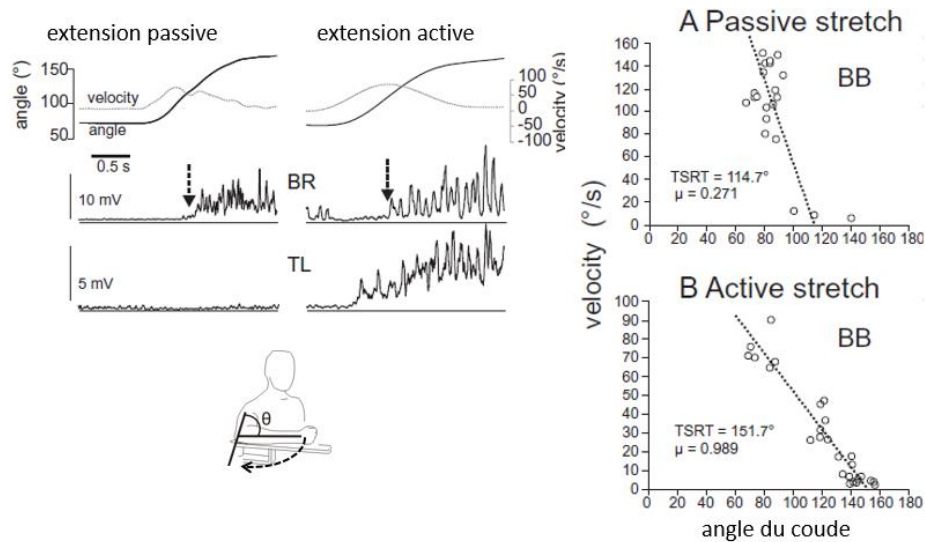 extension passive
extension active
angle (°)
150
100
50
velocity
angle
100
50
0
-50
-100
velocity (°/s)
0.5 s
10 mV
BR
5 mV
TL
θ
A Passive stretch
BB
160
140
120
100
80
60
40
20
0
TSRT = 114.7°
μ = 0.271
0 20 40 60 80 100 120 140 160 180
velocity (°/s)
B Active stretch
BB
100
90
80
70
60
50
40
30
20
10
0
TSRT = 151.7°
μ = 0.989
0 20 40 60 80 100 120 140 160 180
angle du coude